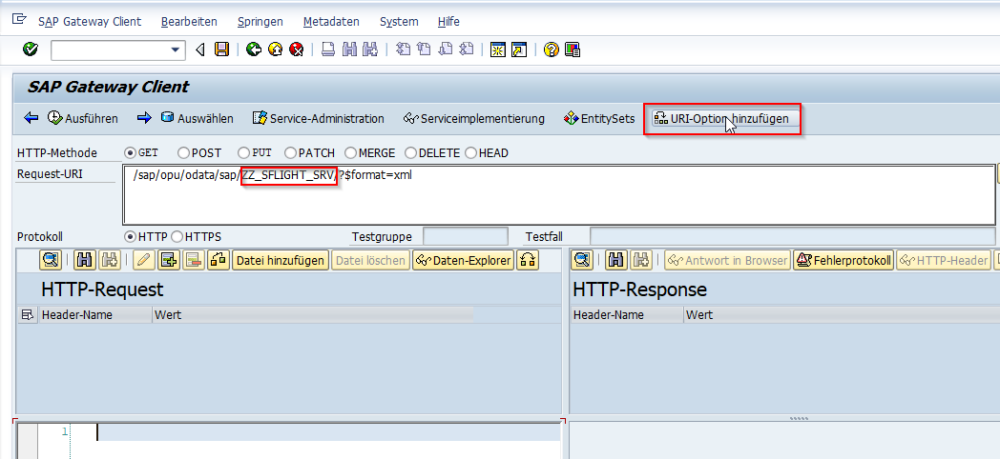 SAP Gateway Client Bearbeiten Springen Metadaten System Hilfe
SAP Gateway Client
Ausführen Auswählen Service-Administration Serviceimplementierung EntitySets URI-Option hinzufügen
HTTP-Methode GET POST PUT PATCH MERGE DELETE HEAD
Request-URI /sap/opu/odata/sap/ZZ_SFLIGHT_SRV/?$format=xml
Protokoll HTTP HTTPS Testgruppe Testfall
Datei hinzufügen Datei löschen Daten-Explorer Antwort in Browser Fehlerprotokoll HTTP-Header
HTTP-Request HTTP-Response
Header-Name Wert Header-Name Wert
1